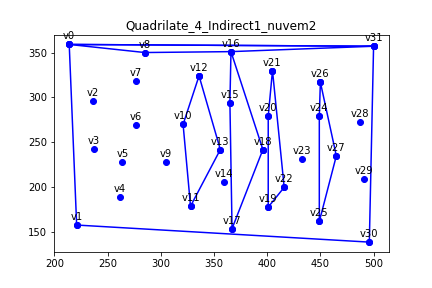 Quadrilate_4_Indirect1_nuvem2
v0
v31
v8
v16
v12
v21
v7
v26
v2
v15
v20
v24
v28
v10
v6
v3
v13
v18
v5
v9
v23
v27
v14
v22
v29
v4
v11
v19
v1
v17
v25
v30
350
300
250
200
150
200
250
300
350
400
450
500